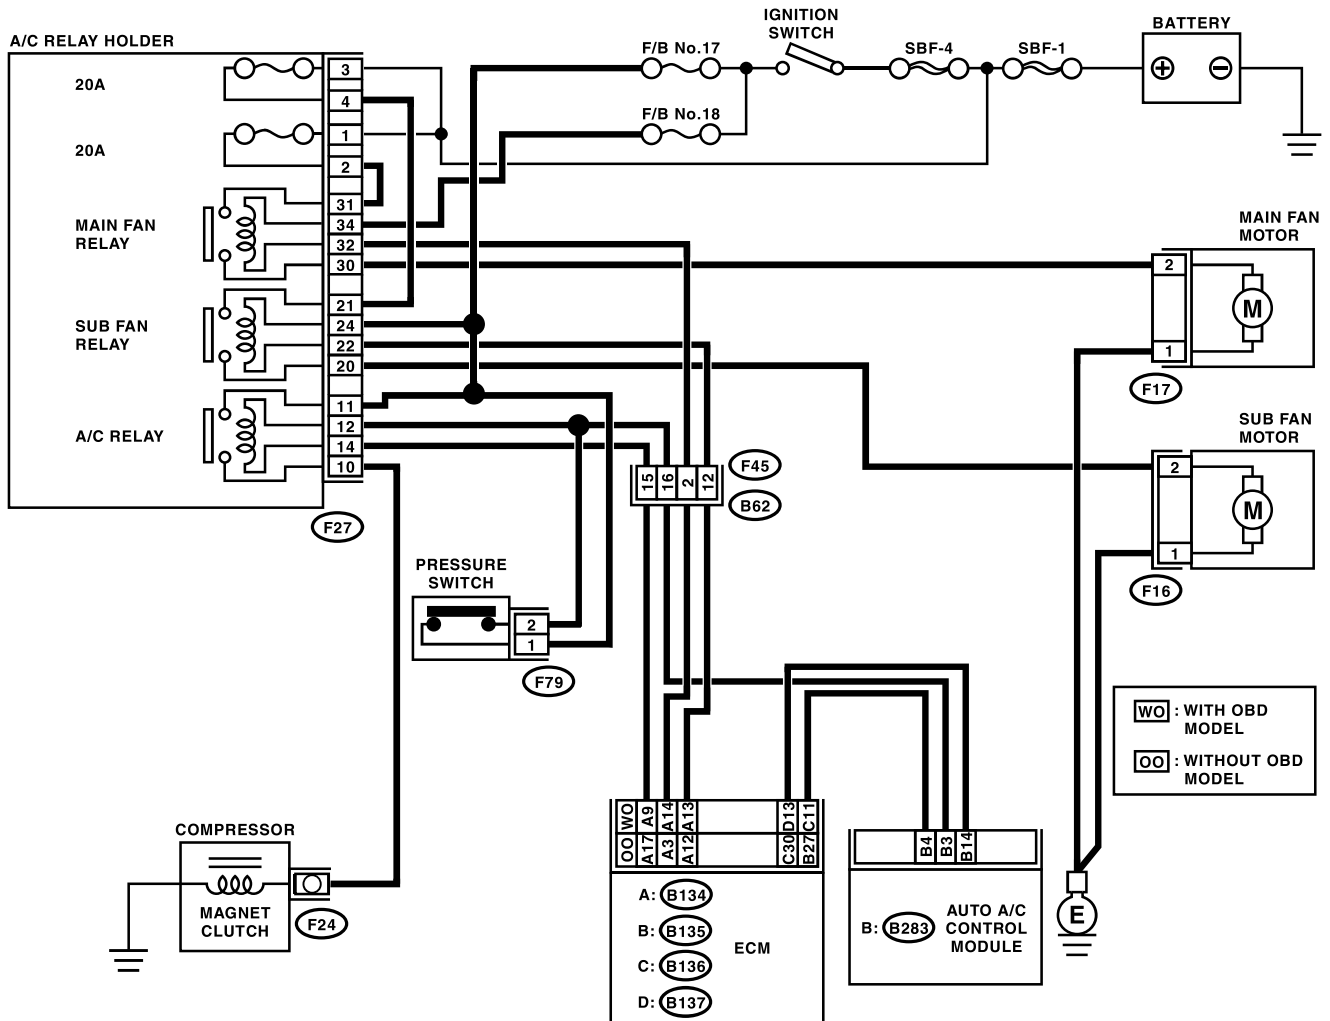 A/C RELAY HOLDER
20A
20A
MAIN FAN
RELAY
SUB FAN
RELAY
A/C RELAY
3
4
1
2
31
34
32
30
21
24
22
20
11
12
14
10
F27
F/B No.17
F/B No.18
IGNITION
SWITCH
SBF-4
SBF-1
BATTERY
+
−
MAIN FAN
MOTOR
2
1
M
F17
SUB FAN
MOTOR
2
1
M
F16
15
16
2
12
F45
B62
PRESSURE
SWITCH
2
1
F79
WO : WITH OBD
MODEL
OO : WITHOUT OBD
MODEL
COMPRESSOR
MAGNET
CLUTCH
F24
WO A9 A14 A13 D13 C11
OO A17 A3 A12 C30 B27
A: B134
B: B135
C: B136
D: B137
ECM
B4 B3 B14
B: B283
AUTO A/C
CONTROL
MODULE
E